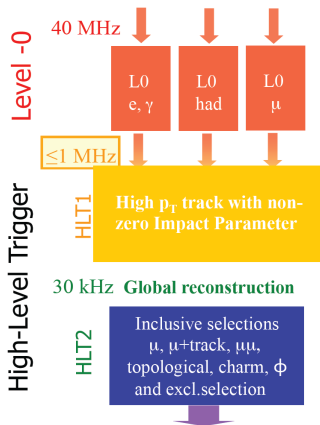 Level -0
40 MHz
L0
e, γ
L0
had
L0
μ
≤1 MHz
High-Level Trigger
HLT1
High pT track with non-
zero Impact Parameter
30 kHz Global reconstruction
HLT2
Inclusive selections
μ, μ+track, μμ,
topological, charm, ϕ
and excl.selection